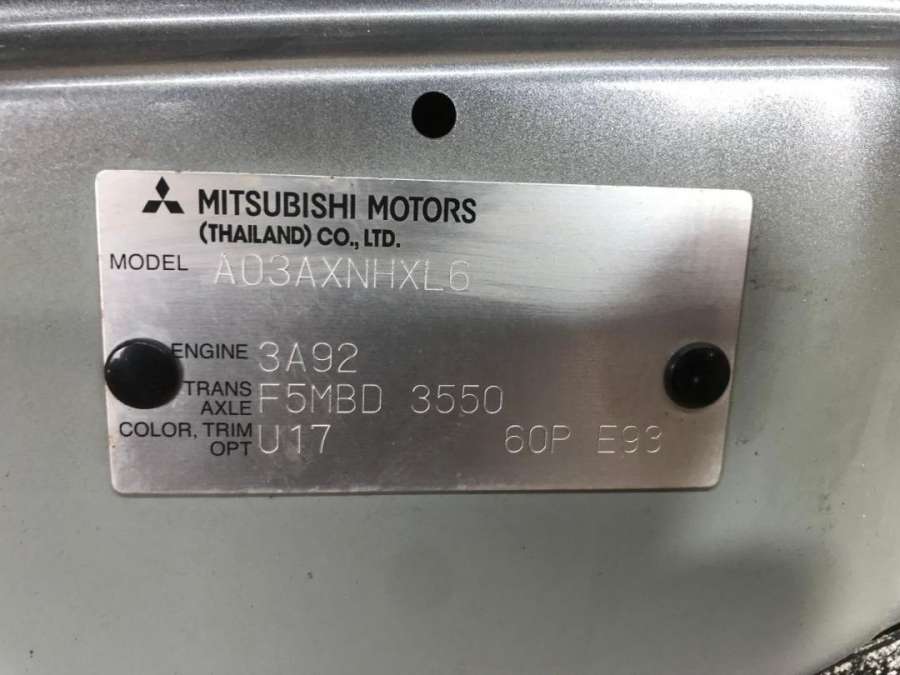 MITSUBISHI MOTORS
(THAILAND) CO., LTD.
MODEL A03AXNHXL6
ENGINE 3A92
TRANS AXLE F5MBD 3550
COLOR, TRIM OPT U17 60P E93